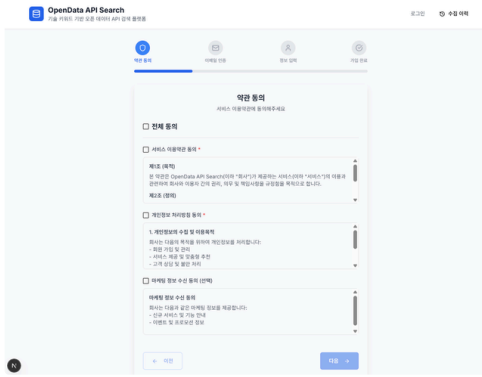 OpenData API Search
기술 키워드 기반 오픈 데이터 API 검색 플랫폼
로그인
수집 이력
약관 동의
이메일 인증
정보 입력
가입 완료
약관 동의
서비스 이용약관에 동의해주세요
전체 동의
서비스 이용약관 동의 *
제1조 (목적)
본 약관은 OpenData API Search(이하 "회사")가 제공하는 서비스(이하 "서비스")의 이용과
관련하여 회사와 이용자 간의 권리, 의무 및 책임사항을 규정함을 목적으로 합니다.
제2조 (정의)
개인정보 처리방침 동의 *
1. 개인정보의 수집 및 이용목적
회사는 다음의 목적을 위하여 개인정보를 처리합니다:
- 회원 가입 및 관리
- 서비스 제공 및 맞춤형 추천
- 고객 상담 및 불만 처리
마케팅 정보 수신 동의 (선택)
마케팅 정보 수신 동의
회사는 다음과 같은 마케팅 정보를 제공합니다:
- 신규 서비스 및 기능 안내
- 이벤트 및 프로모션 정보
← 이전
다음 →
N